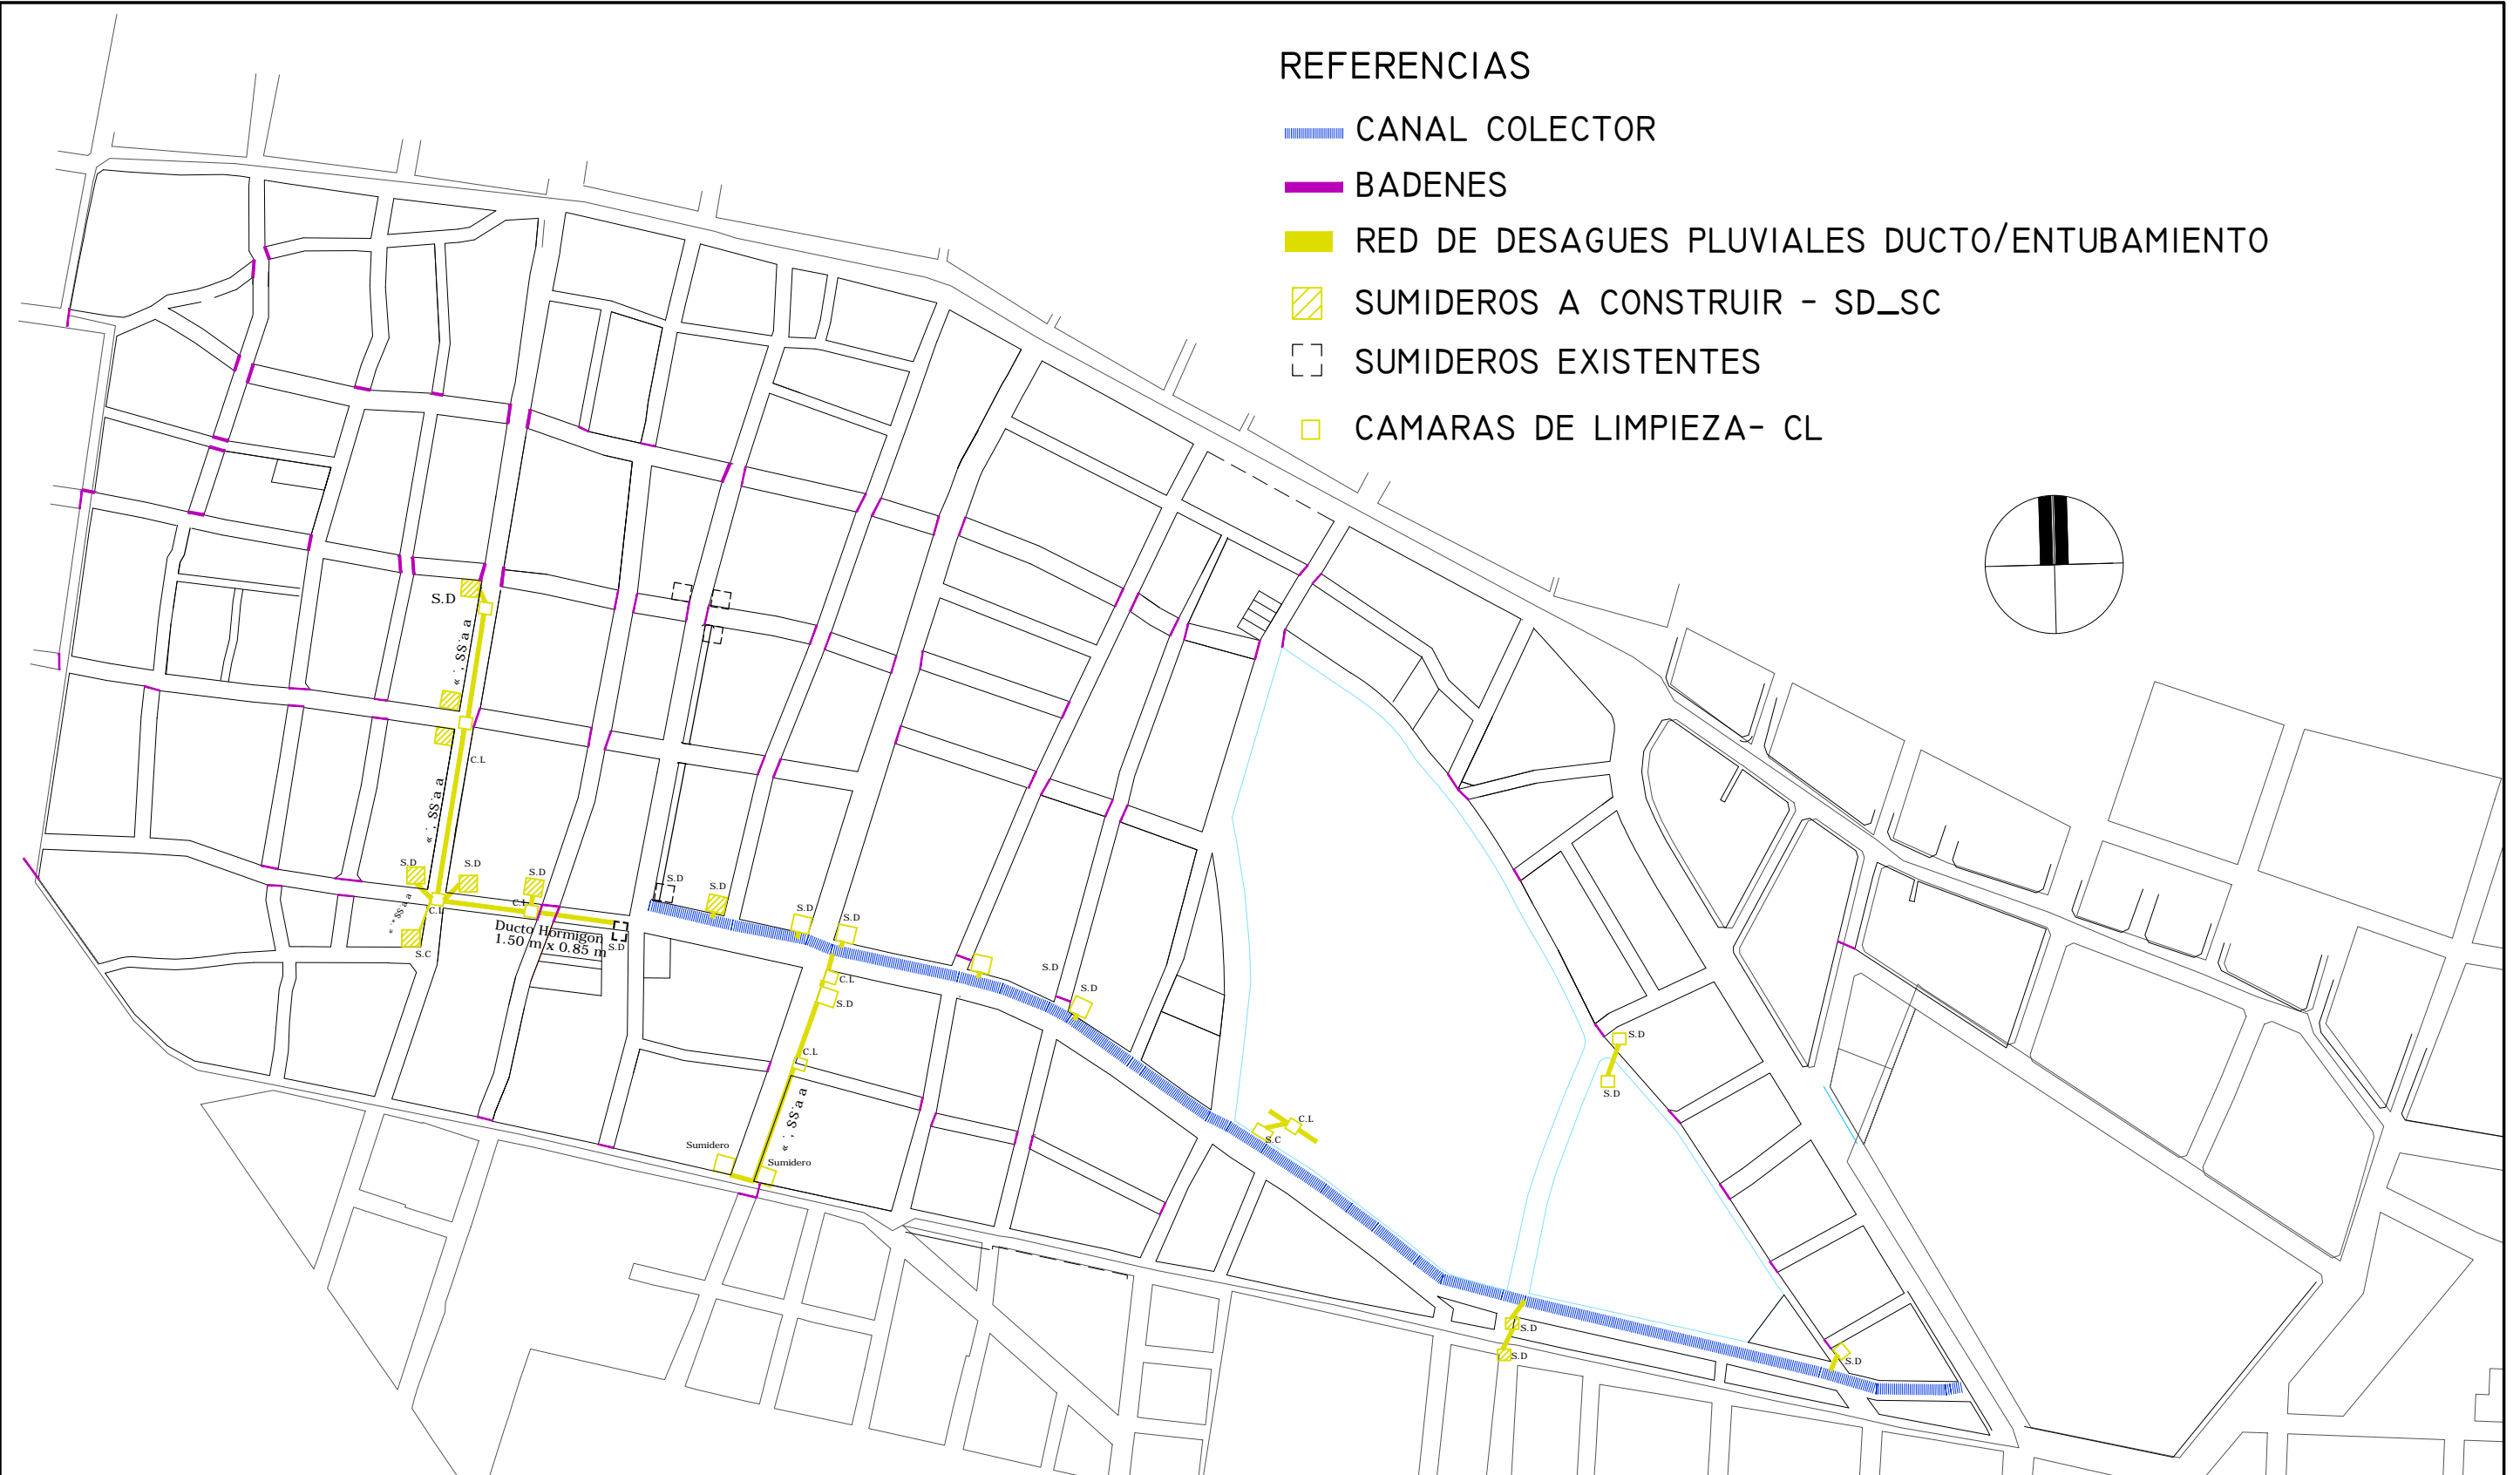 REFERENCIAS
CANAL COLECTOR
BADENES
RED DE DESAGUES PLUVIALES DUCTO/ENTUBAMIENTO
SUMIDEROS A CONSTRUIR - SD_SC
SUMIDEROS EXISTENTES
CAMARAS DE LIMPIEZA- CL
S.D
C.L
S.D
S.D
S.D
C.L
C.L
S.C
Ducto Hormigon
1.50 m x 0.85 m
S.D
S.D
S.D
S.D
S.D
C.L
S.D
C.L
Sumidero
Sumidero
S.D
S.D
C.L
S.C
S.D
S.D
S.D
S.D
S.D